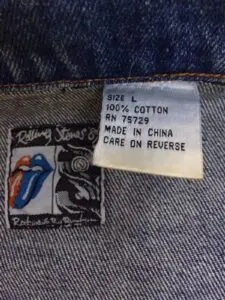 Rolling Stones
SIZE L
100% COTTON
RN 75729
MADE IN CHINA
CARE ON REVERSE